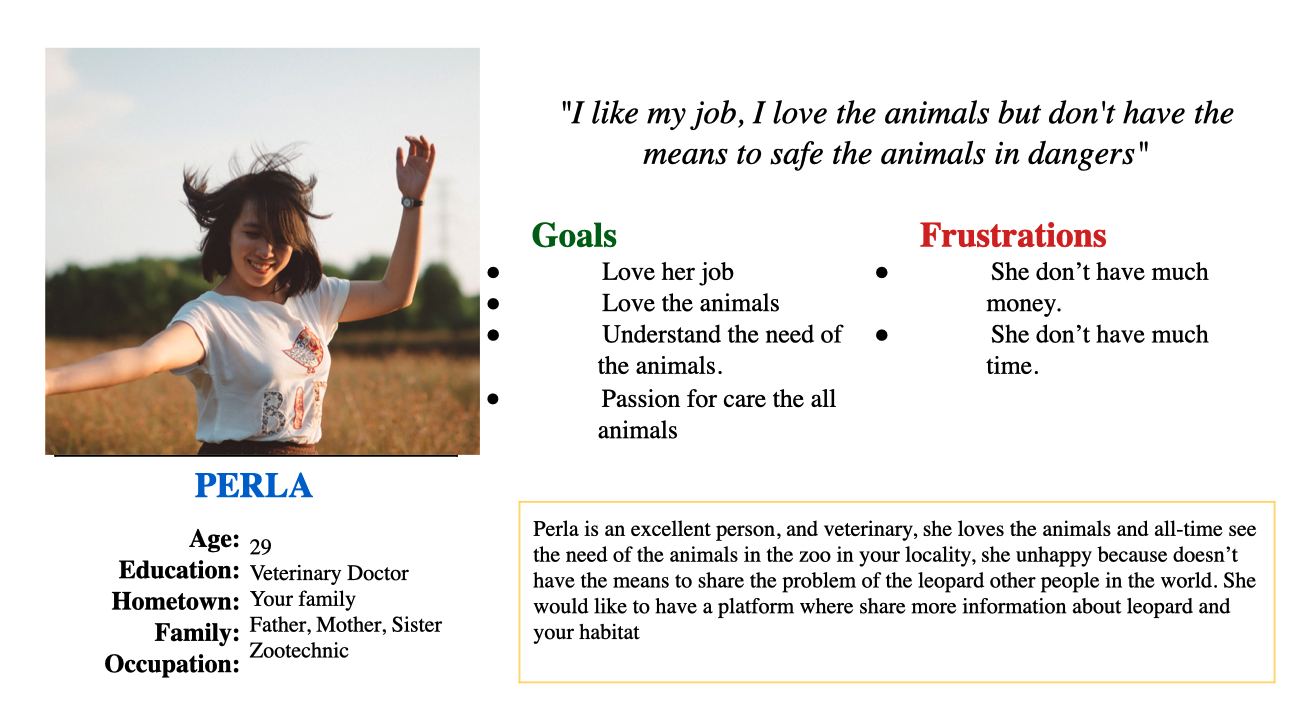 "I like my job, I love the animals but don't have the
means to safe the animals in dangers"
Goals
● Love her job
● Love the animals
● Understand the need of
the animals.
● Passion for care the all
animals
Frustrations
● She don’t have much
money.
● She don’t have much
time.
PERLA
Age: 29
Education: Veterinary Doctor
Hometown: Your family
Family: Father, Mother, Sister
Occupation: Zootechnic
Perla is an excellent person, and veterinary, she loves the animals and all-time see
the need of the animals in the zoo in your locality, she unhappy because doesn’t
have the means to share the problem of the leopard other people in the world. She
would like to have a platform where share more information about leopard and
your habitat